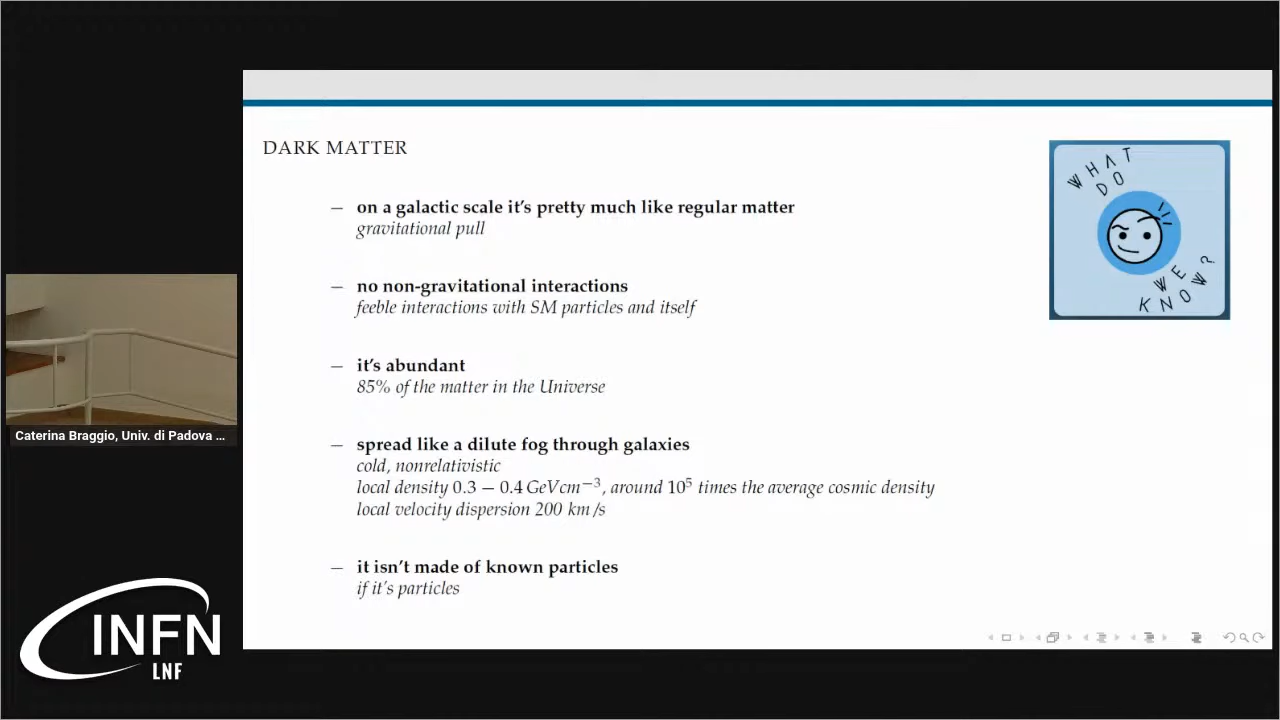 DARK MATTER
WHAT
DO
WE
KNOW?
— on a galactic scale it's pretty much like regular matter
gravitational pull
— no non-gravitational interactions
feeble interactions with SM particles and itself
— it's abundant
85% of the matter in the Universe
— spread like a dilute fog through galaxies
cold, nonrelativistic
local density 0.3 − 0.4 GeVcm⁻³, around 10⁵ times the average cosmic density
local velocity dispersion 200 km/s
— it isn't made of known particles
if it's particles
Caterina Braggio, Univ. di Padova ...
INFN
LNF